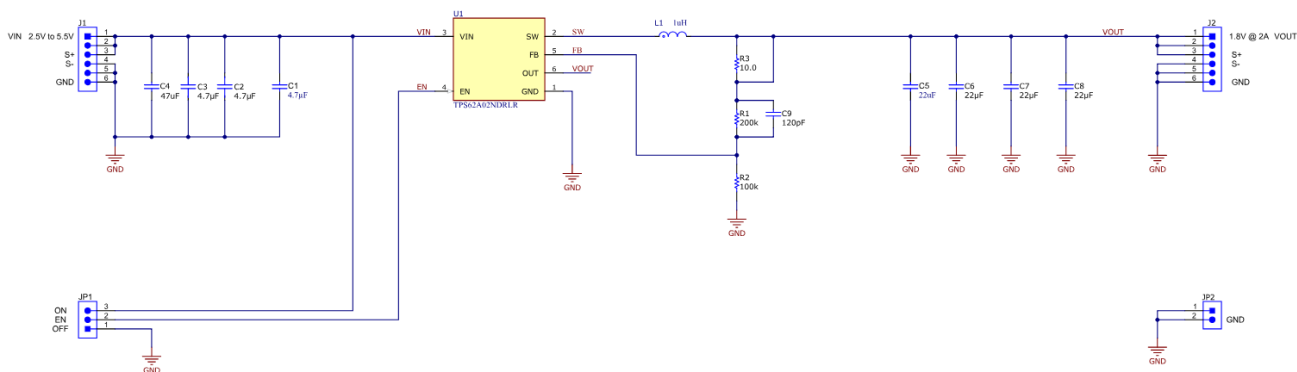 J1
VIN 2.5V to 5.5V
1
2
S+ 3
S- 4
5
GND 6
C4
47uF
C3
4.7µF
C2
4.7µF
C1
4.7µF
GND
U1
VIN 3 VIN
SW 2 SW
FB 5 FB
OUT 6 VOUT
EN 4 EN
GND 1
TPS62A02NDRLR
GND
L1 1uH
R3
10.0
R1
200k
C9
120pF
R2
100k
GND
C5
22uF
C6
22µF
C7
22µF
C8
22µF
GND
GND
GND
GND
VOUT
J2
1 1.8V @ 2A VOUT
2
3 S+
4 S-
5
6 GND
GND
JP1
ON 3
EN 2
OFF 1
GND
JP2
1
2 GND
GND